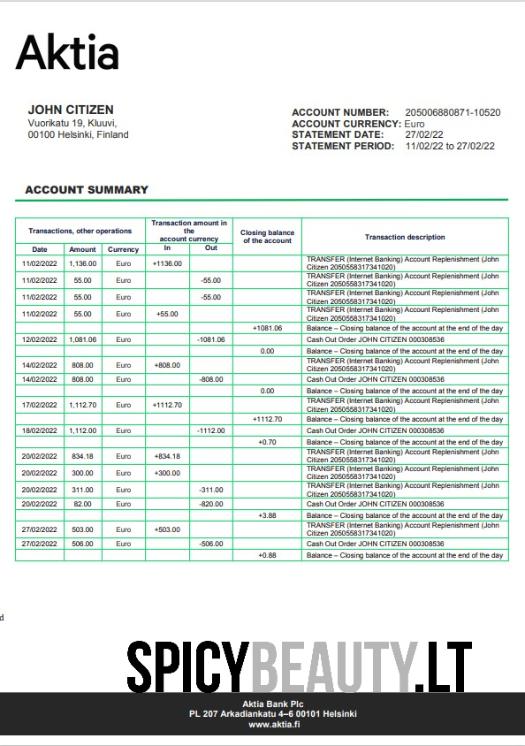 Aktia
JOHN CITIZEN
Vuorikatu 19, Kluuvi,
00100 Helsinki, Finland
ACCOUNT NUMBER: 205006880871-10520
ACCOUNT CURRENCY: Euro
STATEMENT DATE: 27/02/22
STATEMENT PERIOD: 11/02/22 to 27/02/22
ACCOUNT SUMMARY
Transactions, other operations
Transaction amount in
the
account currency
Closing balance
of the account
Transaction description
Date Amount Currency In Out
11/02/2022 1,136.00 Euro +1136.00 TRANSFER (Internet Banking) Account Replenishment (John
Citizen 2050558317341020)
11/02/2022 55.00 Euro -55.00 TRANSFER (Internet Banking) Account Replenishment (John
Citizen 2050558317341020)
11/02/2022 55.00 Euro -55.00 TRANSFER (Internet Banking) Account Replenishment (John
Citizen 2050558317341020)
11/02/2022 55.00 Euro +55.00 TRANSFER (Internet Banking) Account Replenishment (John
Citizen 2050558317341020)
+1081.06 Balance – Closing balance of the account at the end of the day
12/02/2022 1,081.06 Euro -1081.06 Cash Out Order JOHN CITIZEN 000308536
0.00 Balance – Closing balance of the account at the end of the day
14/02/2022 808.00 Euro +808.00 TRANSFER (Internet Banking) Account Replenishment (John
Citizen 2050558317341020)
14/02/2022 808.00 Euro -808.00 Cash Out Order JOHN CITIZEN 000308536
0.00 Balance – Closing balance of the account at the end of the day
17/02/2022 1,112.70 Euro +1112.70 TRANSFER (Internet Banking) Account Replenishment (John
Citizen 2050558317341020)
+1112.70 Balance – Closing balance of the account at the end of the day
18/02/2022 1,112.00 Euro -1112.00 Cash Out Order JOHN CITIZEN 000308536
+0.70 Balance – Closing balance of the account at the end of the day
20/02/2022 834.18 Euro +834.18 TRANSFER (Internet Banking) Account Replenishment (John
Citizen 2050558317341020)
20/02/2022 300.00 Euro +300.00 TRANSFER (Internet Banking) Account Replenishment (John
Citizen 2050558317341020)
20/02/2022 311.00 Euro -311.00 TRANSFER (Internet Banking) Account Replenishment (John
Citizen 2050558317341020)
20/02/2022 82.00 Euro -820.00 Cash Out Order JOHN CITIZEN 000308536
+3.88 Balance – Closing balance of the account at the end of the day
27/02/2022 503.00 Euro +503.00 TRANSFER (Internet Banking) Account Replenishment (John
Citizen 2050558317341020)
27/02/2022 506.00 Euro -506.00 Cash Out Order JOHN CITIZEN 000308536
+0.88 Balance – Closing balance of the account at the end of the day
d
SPICYBEAUTY.LT
Aktia Bank Plc
PL 207 Arkadiankatu 4–6 00101 Helsinki
www.aktia.fi